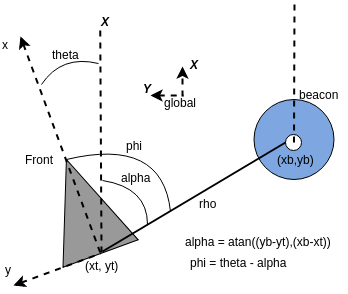 X
x
theta
X
Y
global
beacon
phi
Front
alpha
(xb,yb)
rho
alpha = atan((yb-yt),(xb-xt))
y
(xt, yt)
phi = theta - alpha